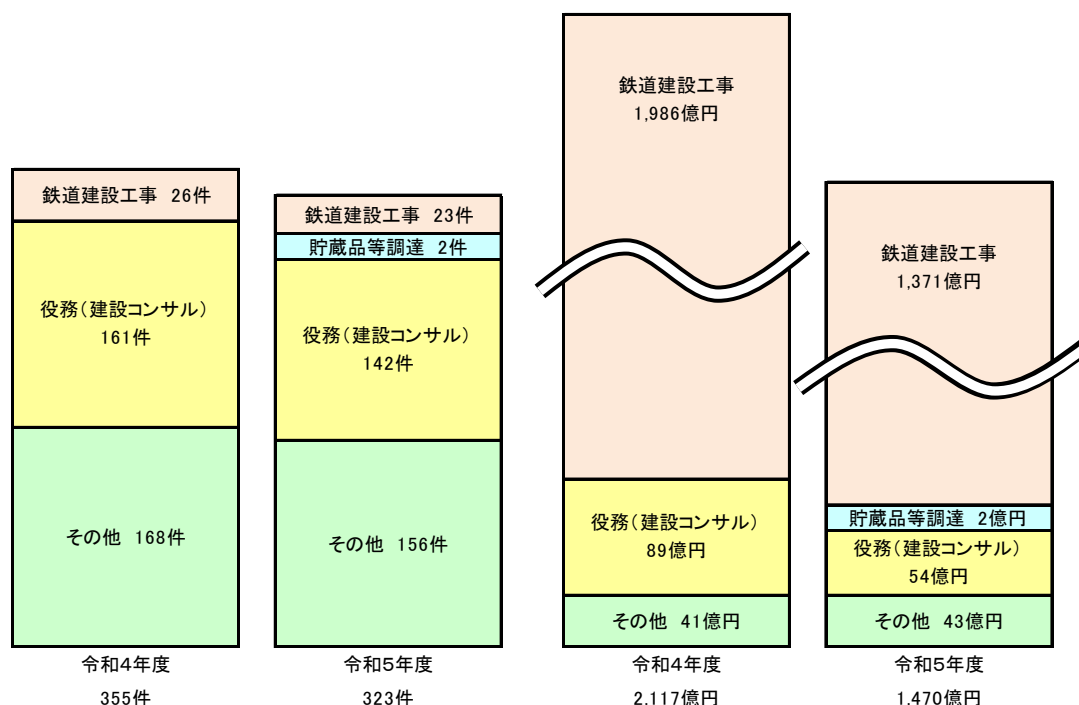 鉄道建設工事 26件
役務（建設コンサル）
161件
その他 168件
令和4年度
355件
鉄道建設工事 23件
貯蔵品等調達 2件
役務（建設コンサル）
142件
その他 156件
令和5年度
323件
鉄道建設工事
1,986億円
役務（建設コンサル）
89億円
その他 41億円
令和4年度
2,117億円
鉄道建設工事
1,371億円
貯蔵品等調達 2億円
役務（建設コンサル）
54億円
その他 43億円
令和5年度
1,470億円